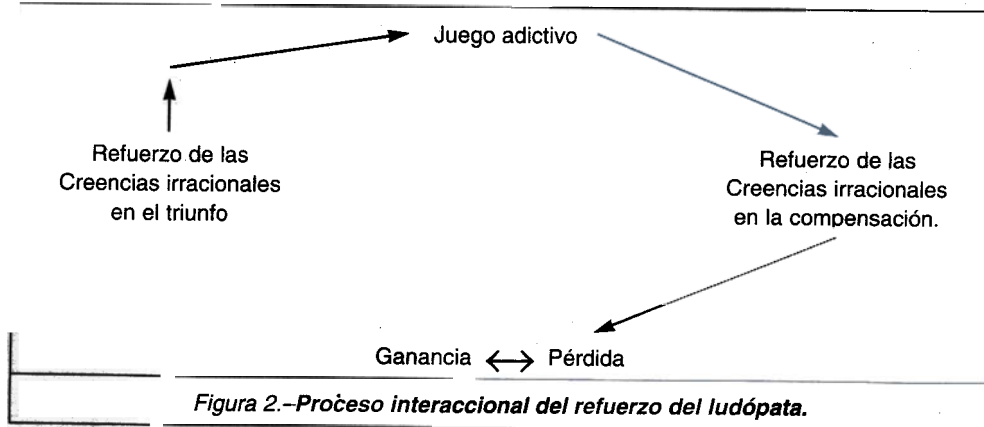 Juego adictivo
Refuerzo de las
Creencias irracionales
en el triunfo
Refuerzo de las
Creencias irracionales
en la compensación.
Ganancia ↔ Pérdida
Figura 2.–Proceso interaccional del refuerzo del ludópata.